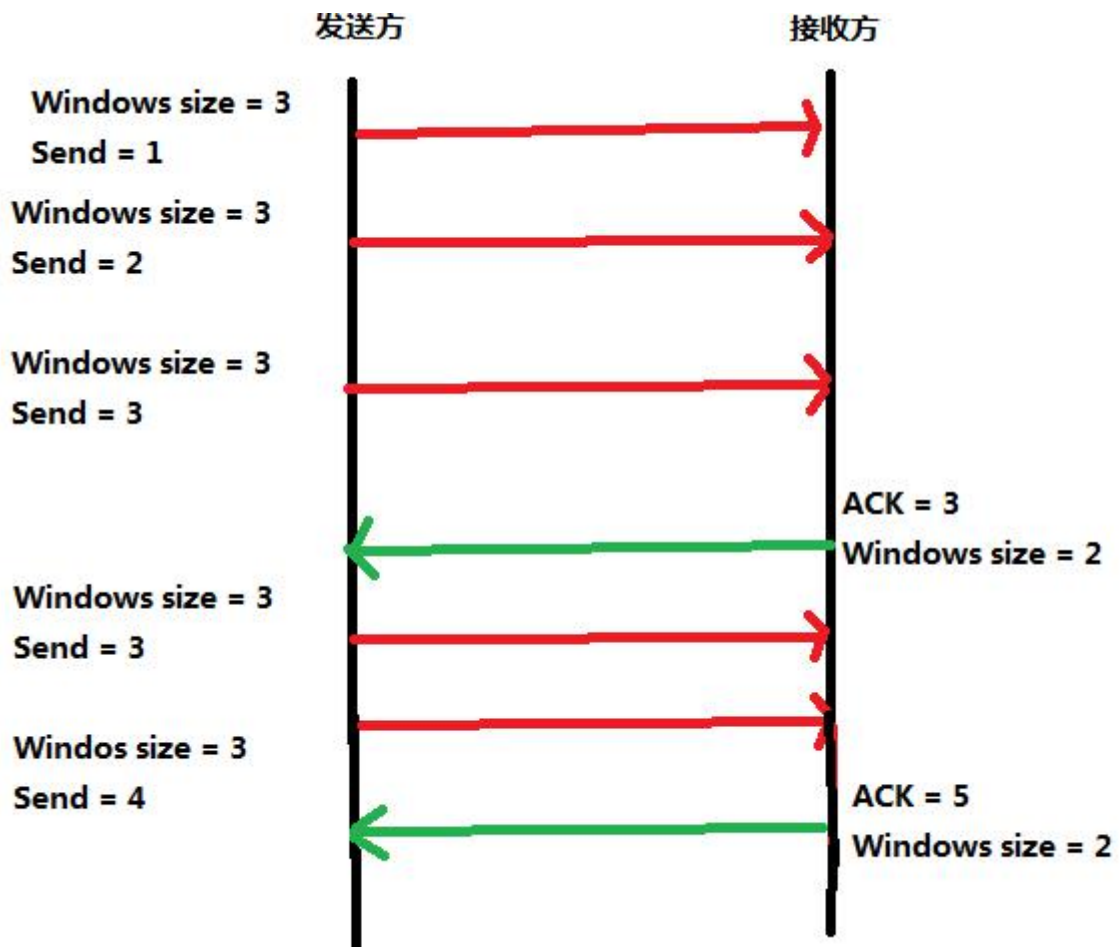 发送方
接收方
Windows size = 3
Send = 1
Windows size = 3
Send = 2
Windows size = 3
Send = 3
ACK = 3
Windows size = 2
Windows size = 3
Send = 3
Windos size = 3
Send = 4
ACK = 5
Windows size = 2